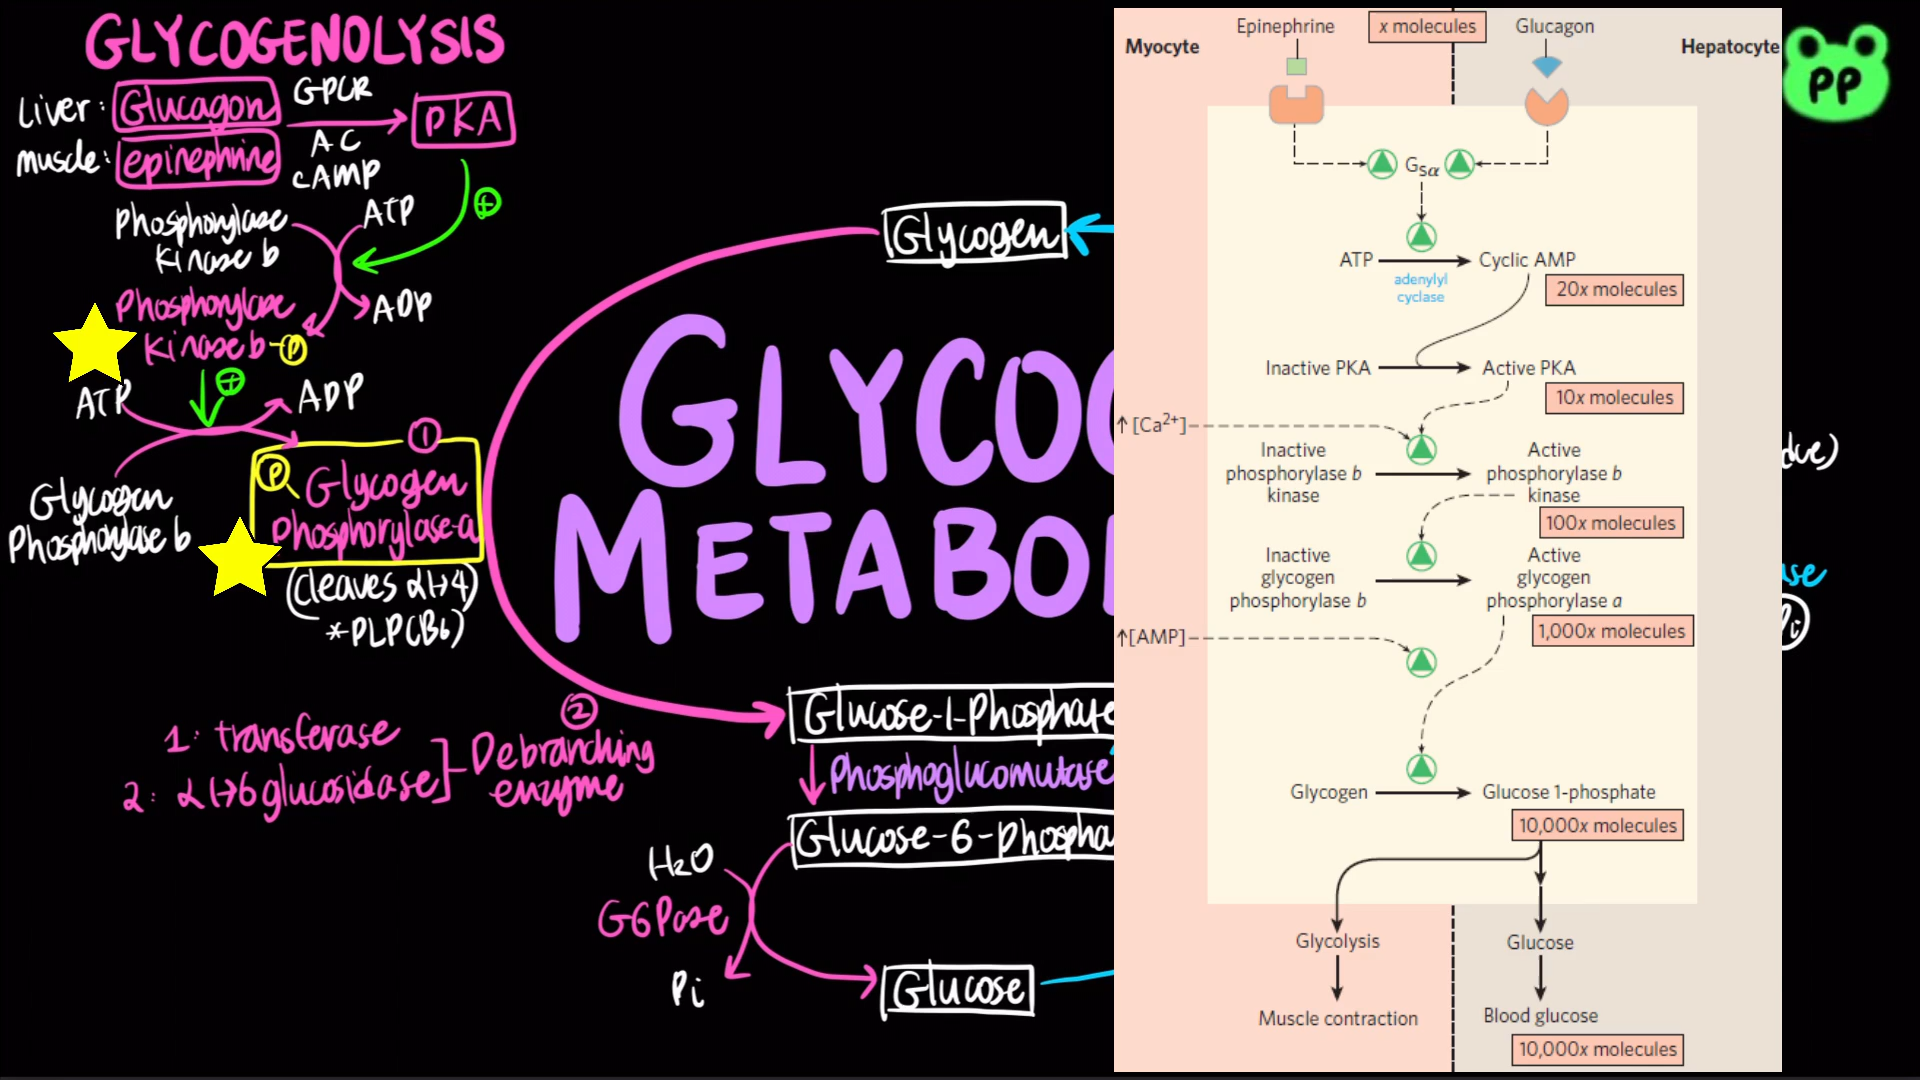 GLYCOGENOLYSIS
Liver: Glucagon
muscle: epinephrine
GPCR
AC
cAMP
PKA
+
Phosphorylase
kinase b
ATP
ADP
Phosphorylase
kinase b-P
+
ATP
ADP
Glycogen
Phosphorylase b
1
P
Glycogen
Phosphorylase-a
(cleaves α1→4)
*PLP(B6)
1: transferase
2: α1→6 glucosidase
2
Debranching
enzyme
Glycogen
GLYCOG
METABO
Glucose-1-Phosphate
Phosphoglucomutase
Glucose-6-Phospha
H2O
G6Pase
Pi
Glucose
Myocyte
Epinephrine
x molecules
Glucagon
Hepatocyte
GSα
ATP
adenylyl
cyclase
Cyclic AMP
20x molecules
Inactive PKA
Active PKA
10x molecules
↑[Ca2+]
Inactive
phosphorylase b
kinase
Active
phosphorylase b
kinase
100x molecules
Inactive
glycogen
phosphorylase b
Active
glycogen
phosphorylase a
1,000x molecules
↑[AMP]
Glycogen
Glucose 1-phosphate
10,000x molecules
Glycolysis
Glucose
Muscle contraction
Blood glucose
10,000x molecules
PP
due)
ase
Pi